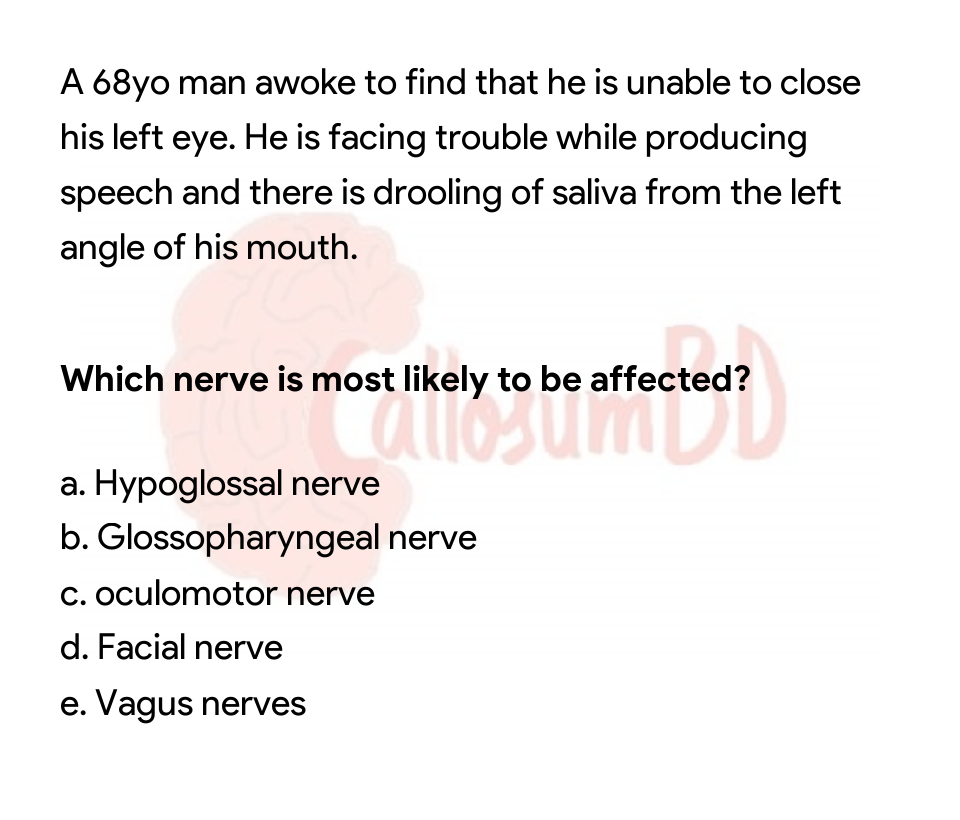 A 68yo man awoke to find that he is unable to close
his left eye. He is facing trouble while producing
speech and there is drooling of saliva from the left
angle of his mouth.
CallosumBD
Which nerve is most likely to be affected?
a. Hypoglossal nerve
b. Glossopharyngeal nerve
c. oculomotor nerve
d. Facial nerve
e. Vagus nerves